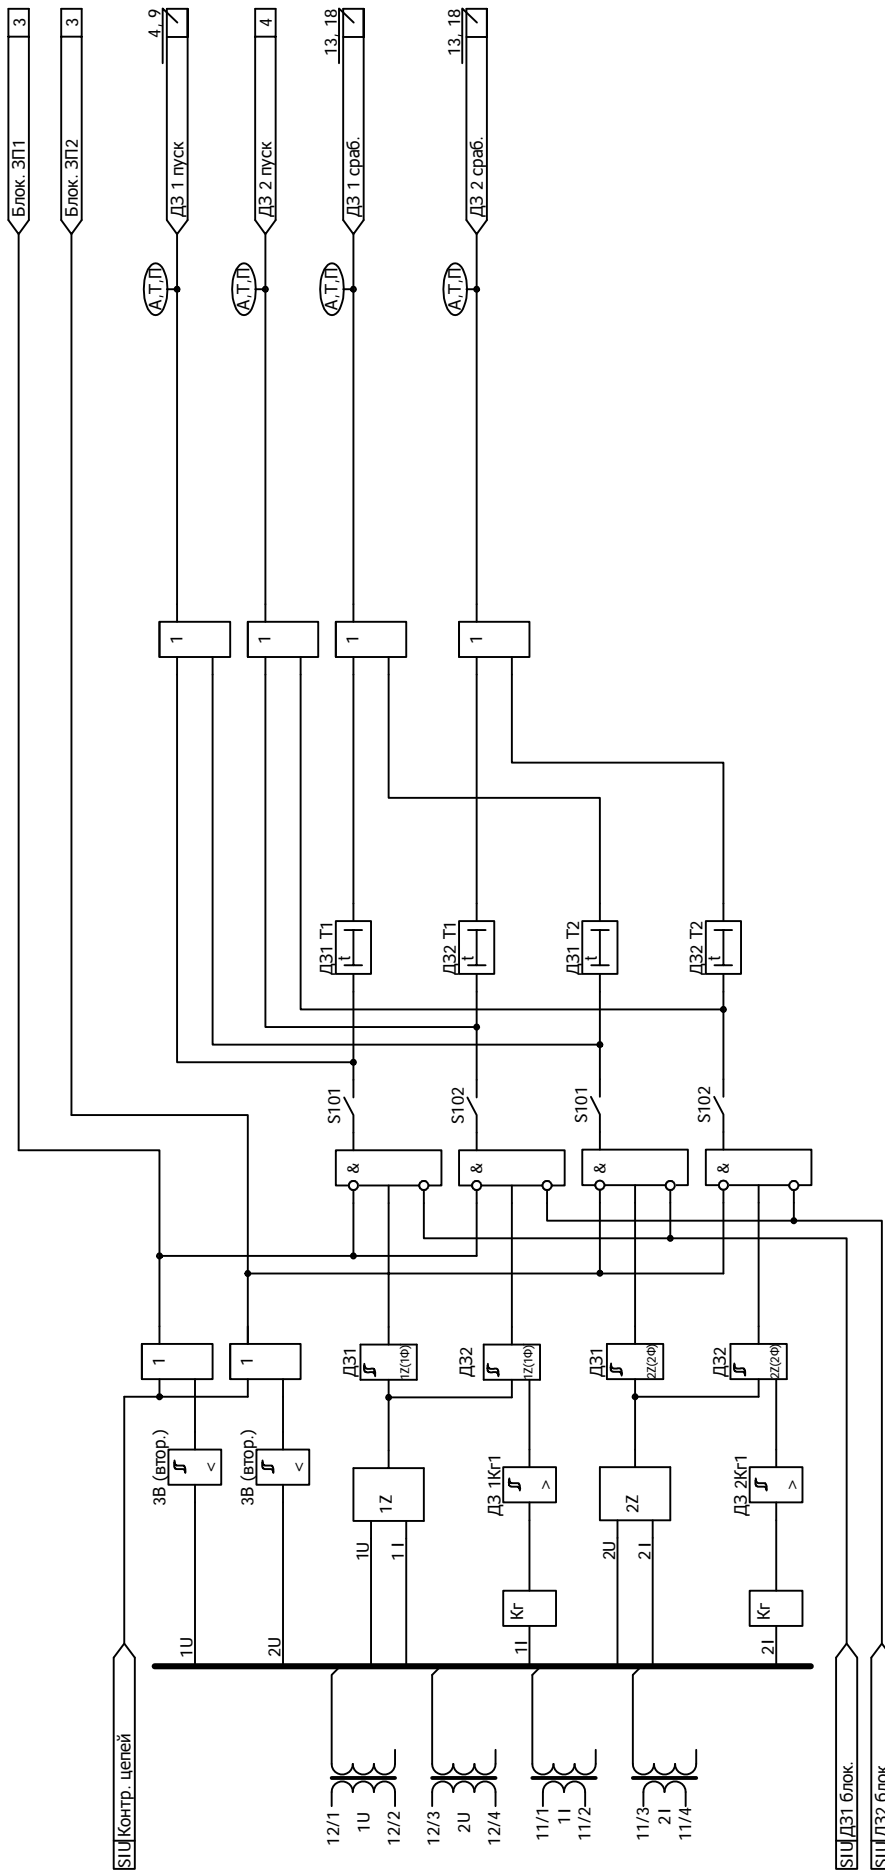 Блок. ЗП1 3
Блок. ЗП2 3
ДЗ 1 пуск 4, 9
ДЗ 2 пуск 4
ДЗ 1 сраб. 13, 18
ДЗ 2 сраб. 13, 18
А,Т,П
А,Т,П
А,Т,П
А,Т,П
1
1
1
1
ДЗ1 Т1
t
ДЗ2 Т1
t
ДЗ1 Т2
t
ДЗ2 Т2
t
S101
S102
S101
S102
&
&
&
&
1
1
ДЗ1
1Z(1Ф)
ДЗ2
1Z(1Ф)
ДЗ1
2Z(2Ф)
ДЗ2
2Z(2Ф)
ЗВ (втор.)
<
ЗВ (втор.)
<
1Z
ДЗ 1Кг1
>
2Z
ДЗ 2Кг1
>
1U
1I
2U
2I
Кг
Кг
1U
2U
1I
2I
SIU Контр. цепей
12/1
1U
12/2
12/3
2U
12/4
11/1
1I
11/2
11/3
2I
11/4
SIU ДЗ1 блок.
SIU ДЗ2 блок.